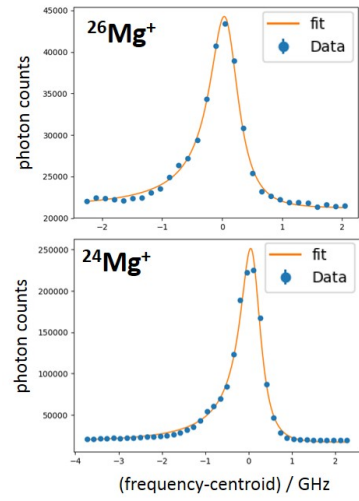 26Mg+
fit
Data
photon counts
45000
40000
35000
30000
25000
20000
-2 -1 0 1 2
24Mg+
fit
Data
photon counts
250000
200000
150000
100000
50000
-4 -3 -2 -1 0 1 2
(frequency-centroid) / GHz